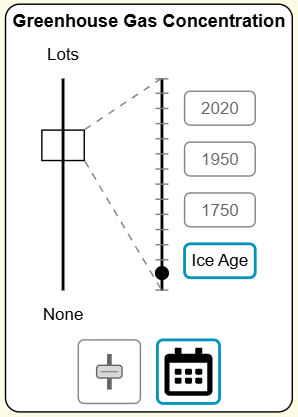 Greenhouse Gas Concentration
Lots
2020
1950
1750
Ice Age
None